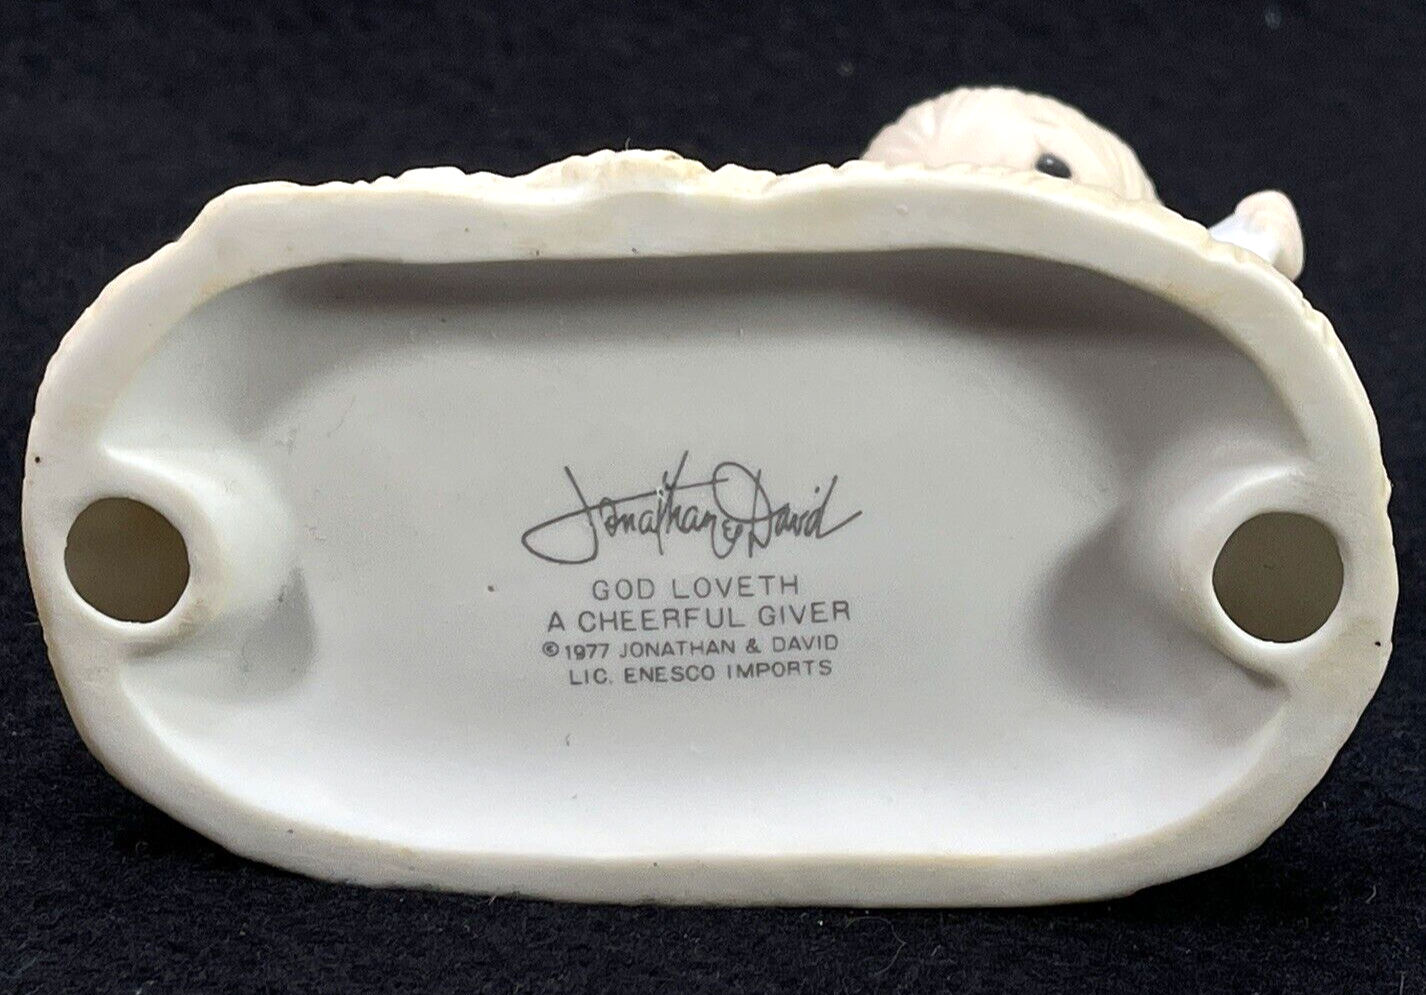 Jonathan & David
GOD LOVETH
A CHEERFUL GIVER
© 1977 JONATHAN & DAVID
LIC. ENESCO IMPORTS